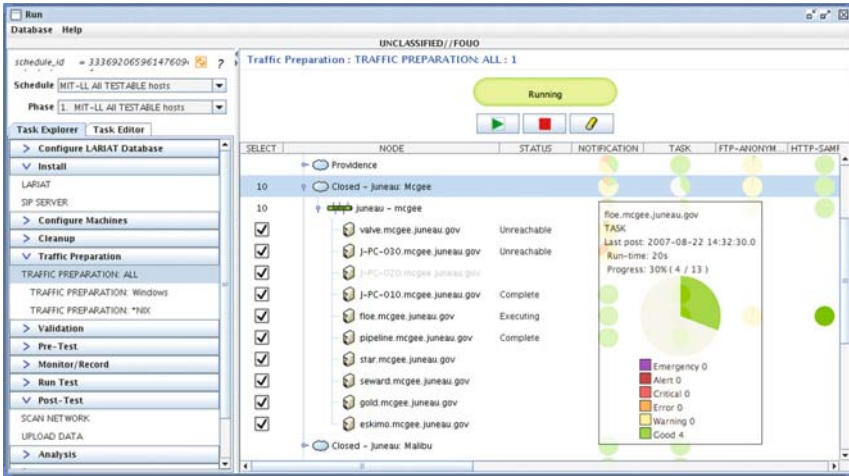 Run
Database Help
UNCLASSIFIED//FOUO
schedule_id = 3336920659614760 ?
Schedule MIT-LL All TESTABLE hosts
Phase 1. MIT-LL All TESTABLE hosts
Task Explorer Task Editor
> Configure LARIAT Database
V Install
LARIAT
SIP SERVER
> Configure Machines
> Cleanup
V Traffic Preparation
TRAFFIC PREPARATION: ALL
TRAFFIC PREPARATION: Windows
TRAFFIC PREPARATION: *NIX
> Validation
> Pre-Test
> Monitor/Record
> Run Test
V Post-Test
SCAN NETWORK
UPLOAD DATA
> Analysis
Traffic Preparation : TRAFFIC PREPARATION: ALL : 1
Running
SELECT NODE STATUS NOTIFICATION TASK FTP-ANONYM... HTTP-SAMP
Providence
10 Closed - Juneau: Mcgee
10 juneau - mcgee
valve.mcgee.juneau.gov Unreachable
J-PC-030.mcgee.juneau.gov Unreachable
J-PC-020.mcgee.juneau.gov
J-PC-010.mcgee.juneau.gov Complete
floe.mcgee.juneau.gov Executing
pipeline.mcgee.juneau.gov Complete
star.mcgee.juneau.gov
seward.mcgee.juneau.gov
gold.mcgee.juneau.gov
eskimo.mcgee.juneau.gov
Closed - Juneau: Malibu
floe.mcgee.juneau.gov
TASK
Last post: 2007-08-22 14:32:30.0
Run-time: 20s
Progress: 30% ( 4 / 13 )
Emergency 0
Alert 0
Critical 0
Error 0
Warning 0
Good 4